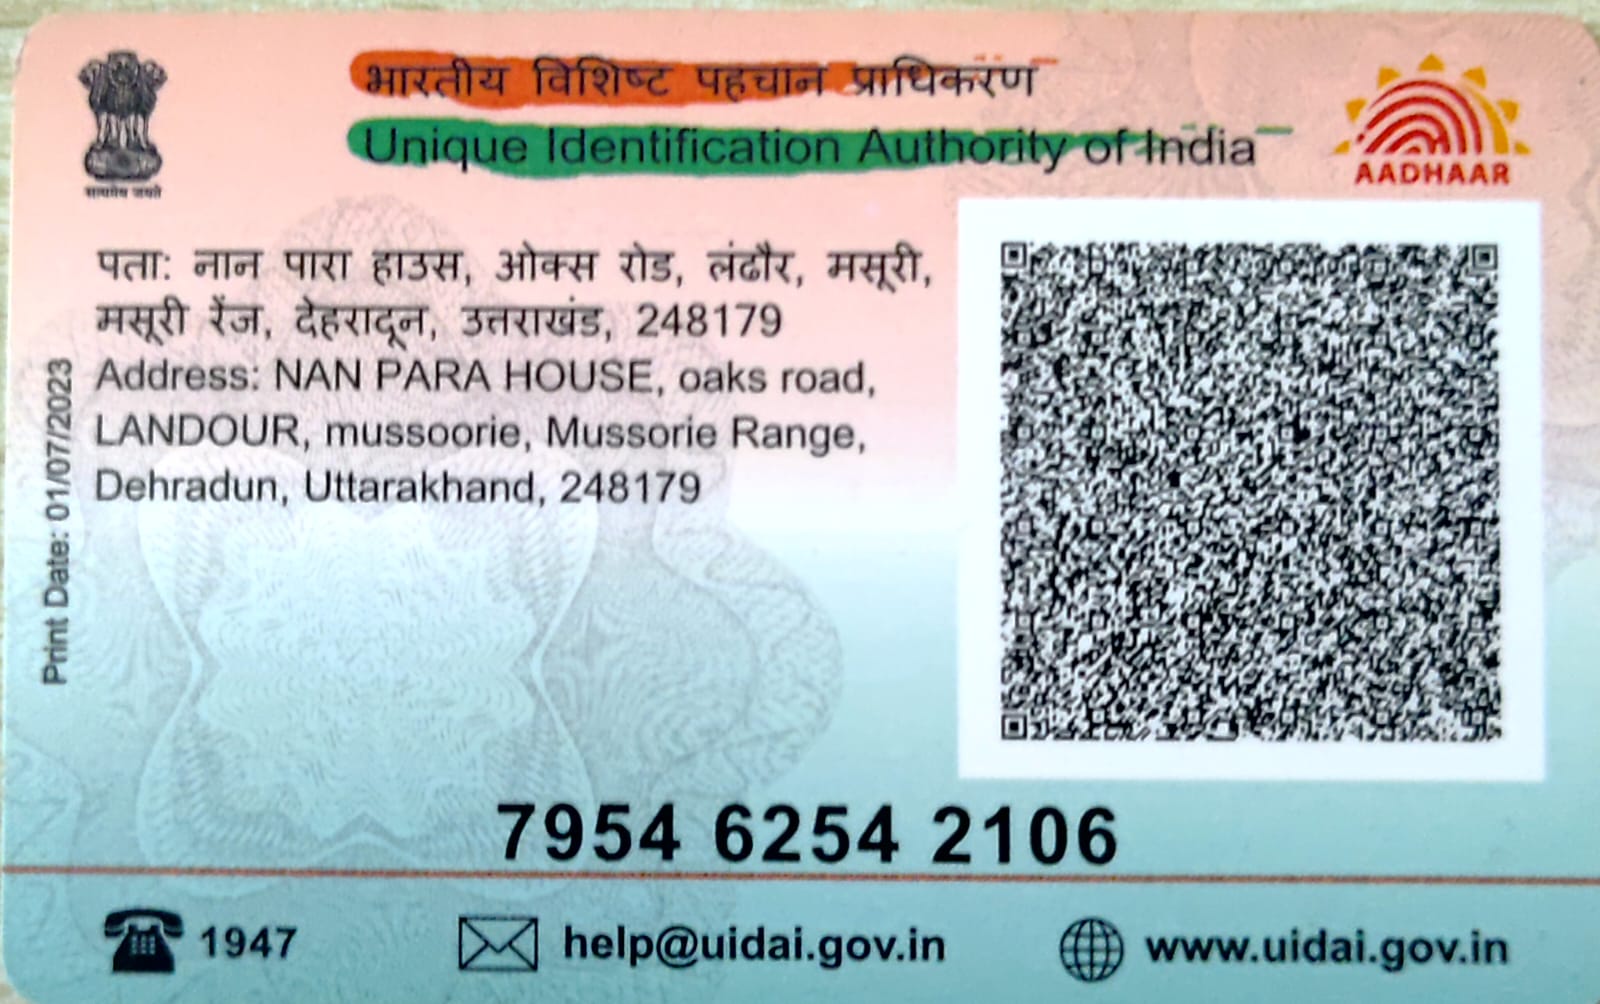 भारतीय विशिष्ट पहचान प्राधिकरण
Unique Identification Authority of India
AADHAAR
सत्यमेव जयते
पता: नान पारा हाउस, ओक्स रोड, लंढौर, मसूरी,
मसूरी रेंज, देहरादून, उत्तराखंड, 248179
Address: NAN PARA HOUSE, oaks road,
LANDOUR, mussoorie, Mussorie Range,
Dehradun, Uttarakhand, 248179
Print Date: 01/07/2023
7954 6254 2106
1947
help@uidai.gov.in
www.uidai.gov.in